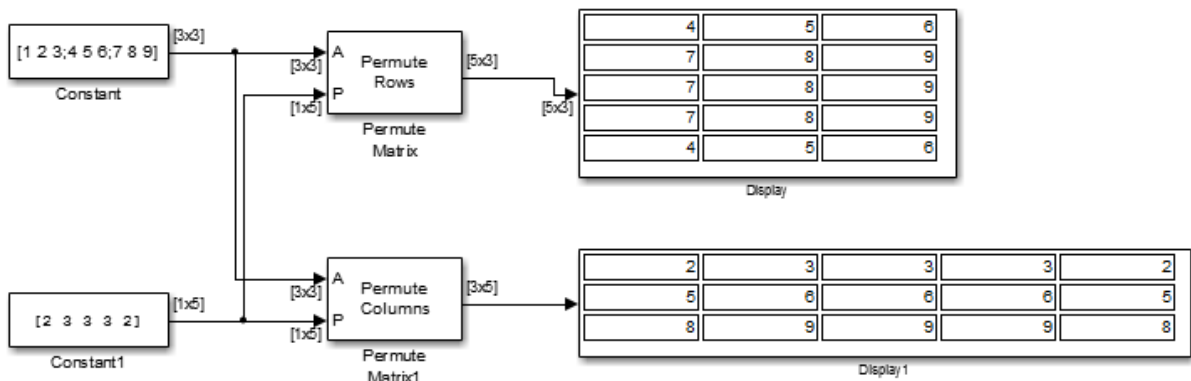 [1 2 3;4 5 6;7 8 9]
Constant
[3x3]
[3x3]
[1x5]
A
P
Permute
Rows
Permute
Matrix
[5x3]
[5x3]
4 5 6
7 8 9
7 8 9
7 8 9
4 5 6
Display
[2 3 3 3 2]
Constant1
[1x5]
[3x3]
[1x5]
A
P
Permute
Columns
Permute
Matrix1
[3x5]
2 3 3 3 2
5 6 6 6 5
8 9 9 9 8
Display1